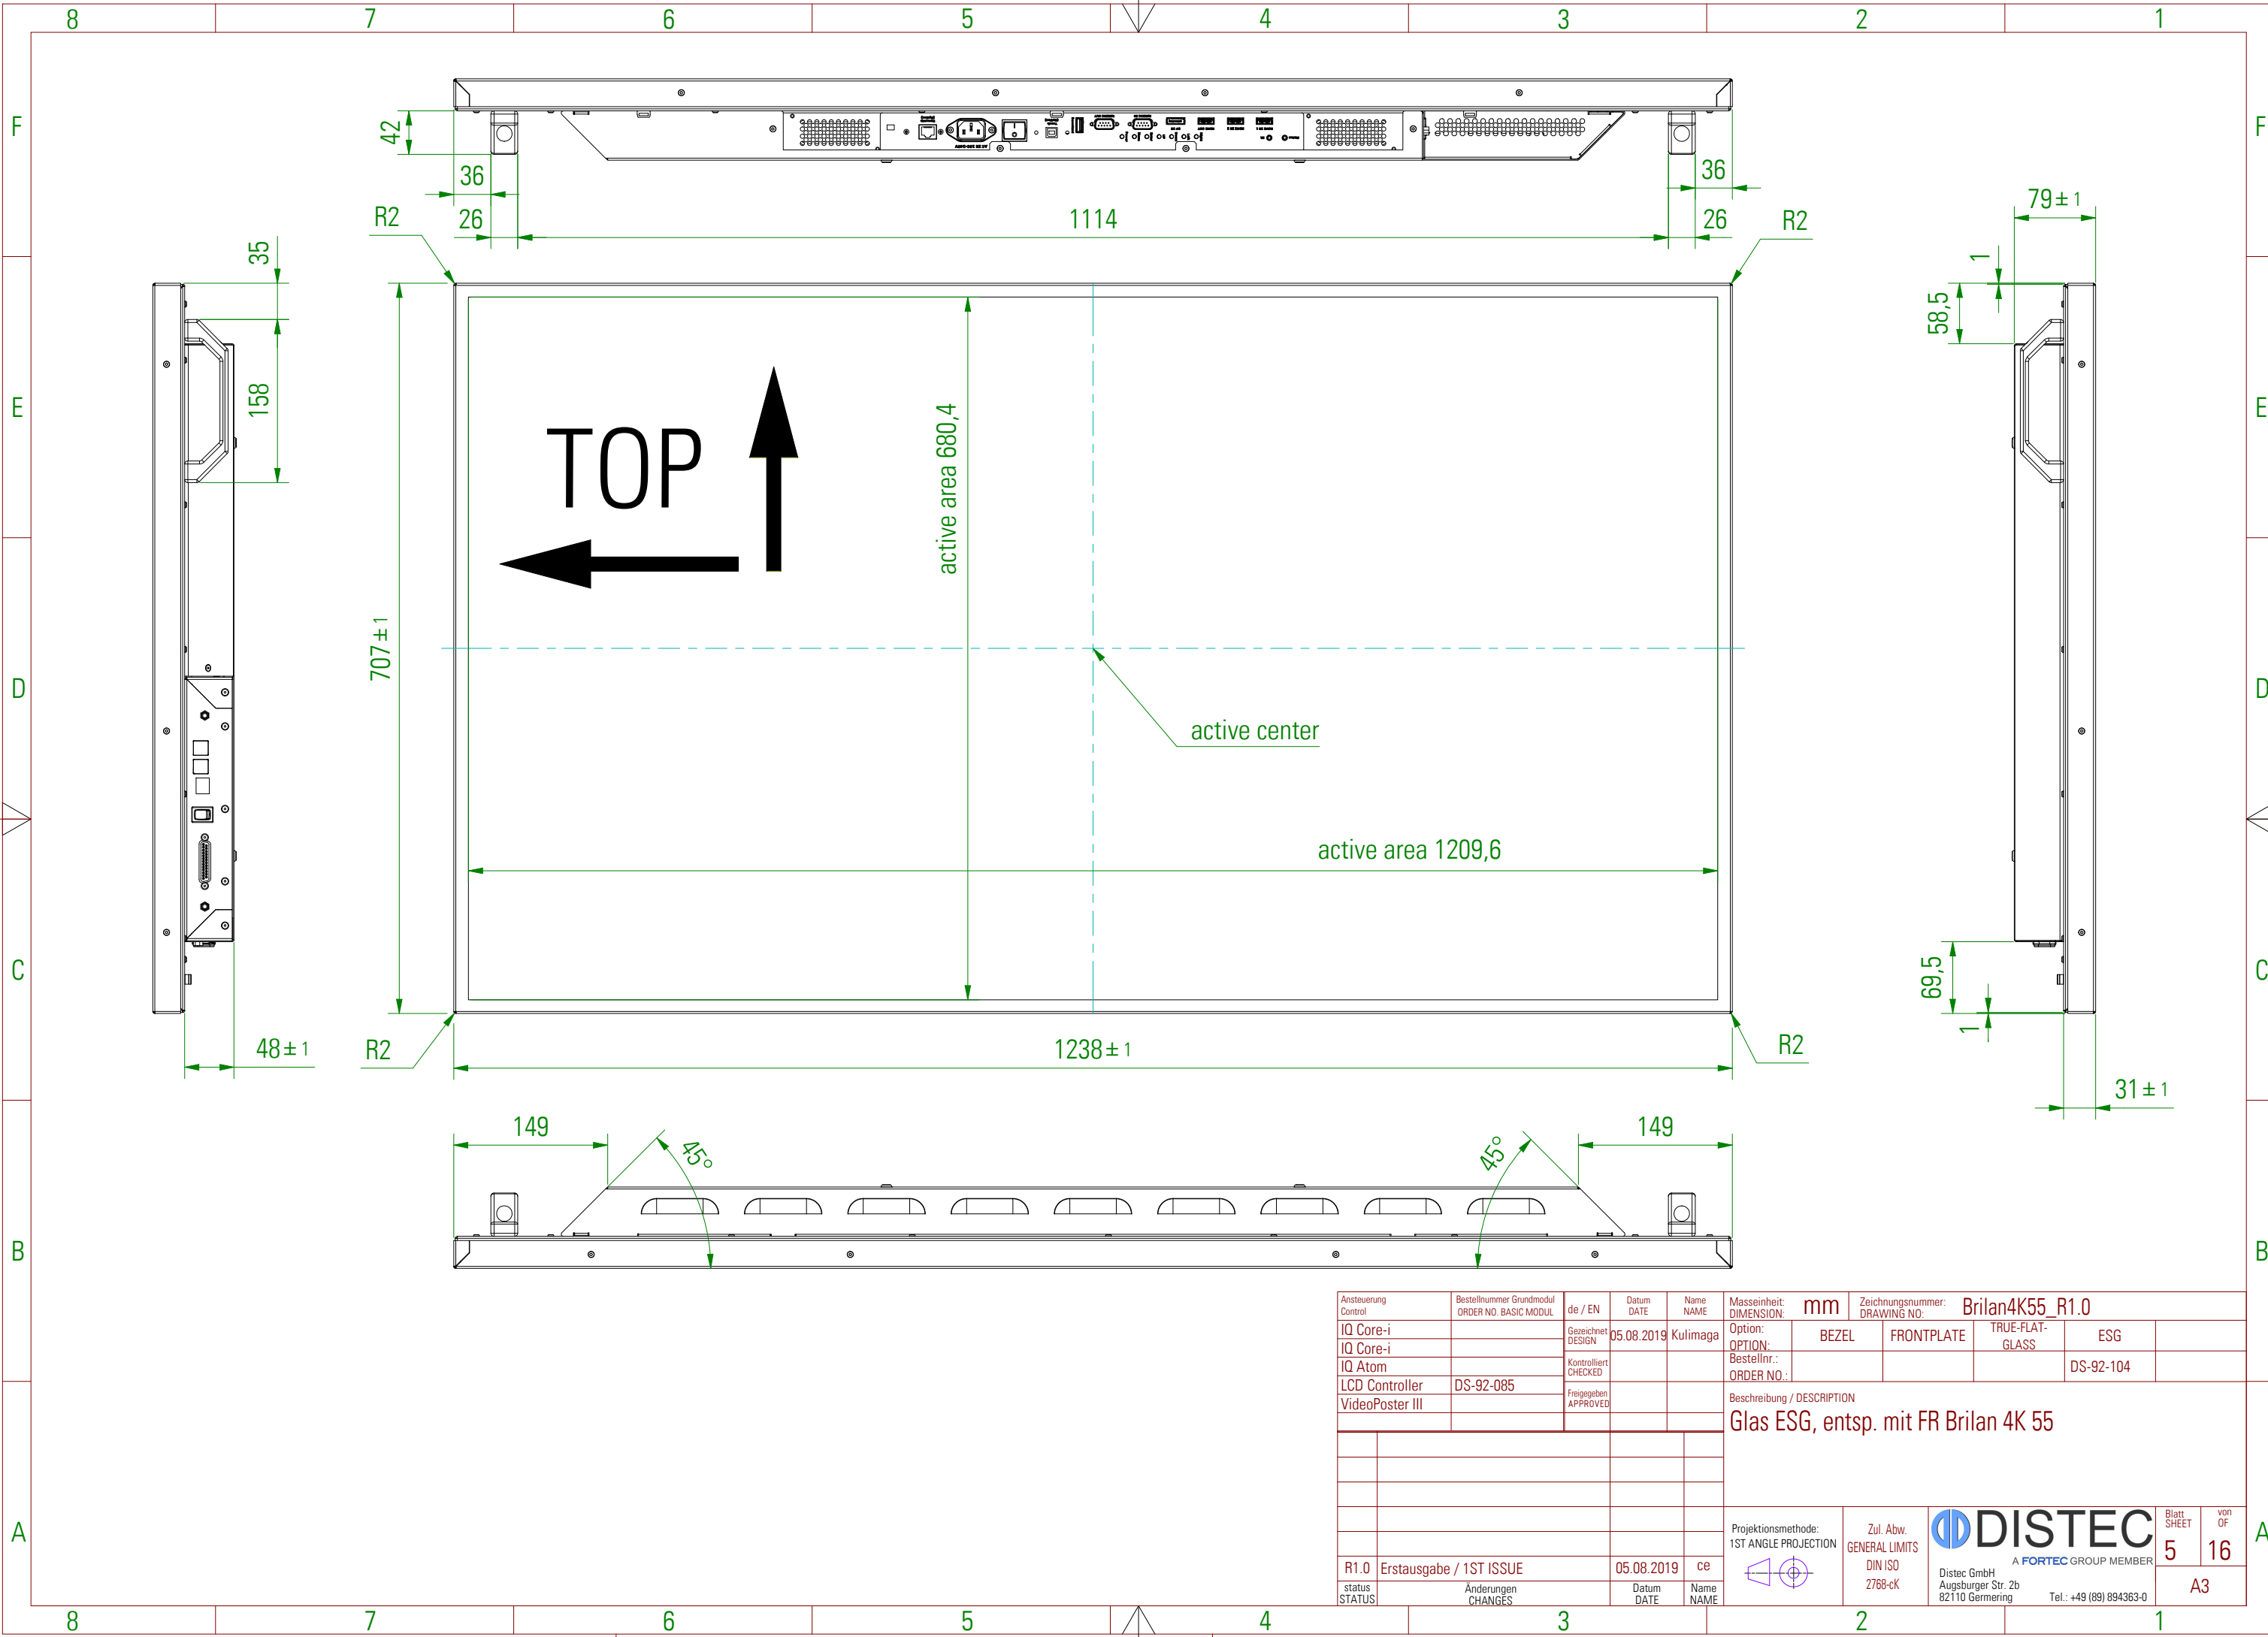 8 7 6 5 4 3 2 1
F F
42
36 36
26 1114 26
R2 R2
79±1
35
1
58,5
E E
158
TOP
active area 680,4
707±1
D D
active center
active area 1209,6
C C
69,5
1
48±1 R2 1238±1 R2
31±1
149 149
45° 45°
B B
Ansteuerung Bestellnummer Grundmodul de / EN Datum Name Masseinheit: mm Zeichnungsnummer: Brilan4K55_R1.0
Control ORDER NO. BASIC MODUL DATE NAME DIMENSION: DRAWING NO:
IQ Core-i Gezeichnet 05.08.2019 Kulimaga Option: BEZEL FRONTPLATE TRUE-FLAT- ESG
IQ Core-i DESIGN OPTION: GLASS
IQ Atom Kontrolliert Bestellnr.: DS-92-104
CHECKED ORDER NO.:
LCD Controller DS-92-085 Freigegeben
VideoPoster III APPROVED
Beschreibung / DESCRIPTION
Glas ESG, entsp. mit FR Brilan 4K 55
A A
Projektionsmethode: Zul. Abw. DISTEC Blatt von
1ST ANGLE PROJECTION GENERAL LIMITS SHEET OF
DIN ISO A FORTEC GROUP MEMBER 5 16
2768-cK
Distec GmbH
Augsburger Str. 2b
82110 Germering Tel.: +49 (89) 894363-0
A3
R1.0 Erstausgabe / 1ST ISSUE 05.08.2019 ce
status Änderungen Datum Name
STATUS CHANGES DATE NAME
8 7 6 5 4 3 2 1